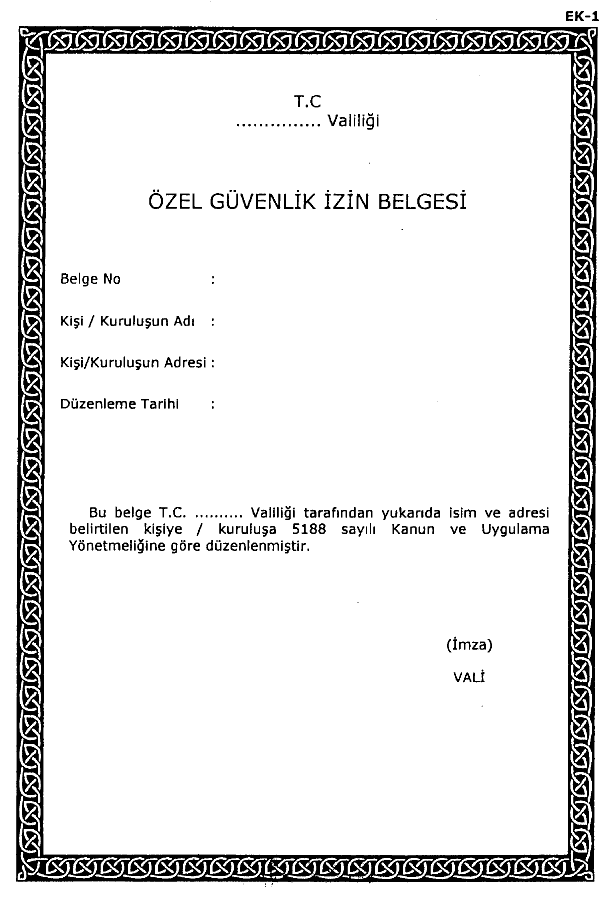 EK-1
T.C
............... Valiliği
ÖZEL GÜVENLİK İZİN BELGESİ
Belge No :
Kişi / Kuruluşun Adı :
Kişi/Kuruluşun Adresi :
Düzenleme Tarihi :
Bu belge T.C. .......... Valiliği tarafından yukarıda isim ve adresi
belirtilen kişiye / kuruluşa 5188 sayılı Kanun ve Uygulama
Yönetmeliğine göre düzenlenmiştir.
(İmza)
VALİ